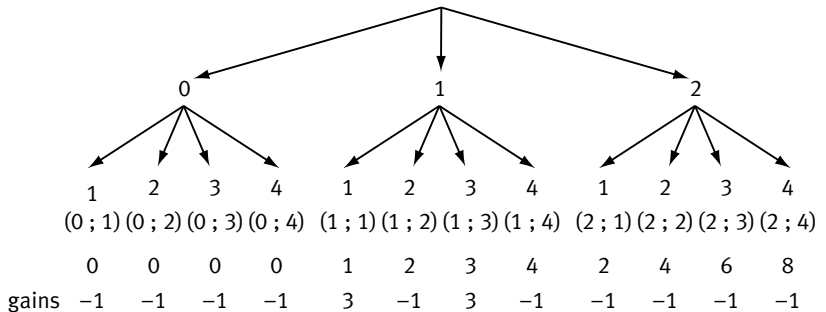 0 1 2
1 2 3 4 1 2 3 4 1 2 3 4
(0 ; 1) (0 ; 2) (0 ; 3) (0 ; 4) (1 ; 1) (1 ; 2) (1 ; 3) (1 ; 4) (2 ; 1) (2 ; 2) (2 ; 3) (2 ; 4)
0 0 0 0 1 2 3 4 2 4 6 8
gains −1 −1 −1 −1 3 −1 3 −1 −1 −1 −1 −1